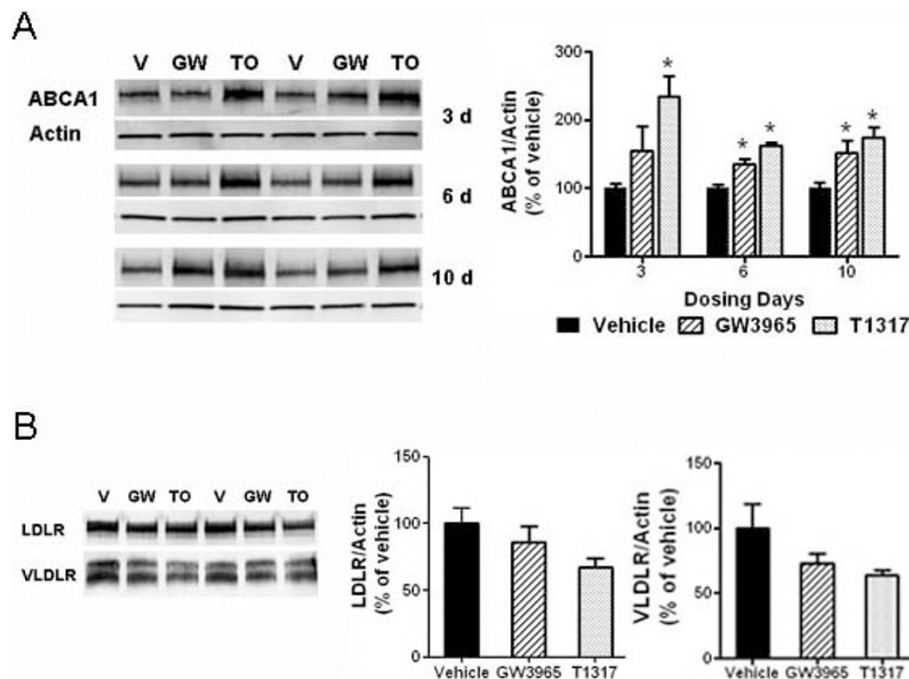 A
V GW TO V GW TO
ABCA1
Actin
3 d
6 d
10 d
ABCA1/Actin
(% of vehicle)
300
200
100
0
3 6 10
* * * * *
Dosing Days
Vehicle GW3965 T1317
B
V GW TO V GW TO
LDLR
VLDLR
LDLR/Actin
(% of vehicle)
150
100
50
0
Vehicle GW3965 T1317
VLDLR/Actin
(% of vehicle)
150
100
50
0
Vehicle GW3965 T1317